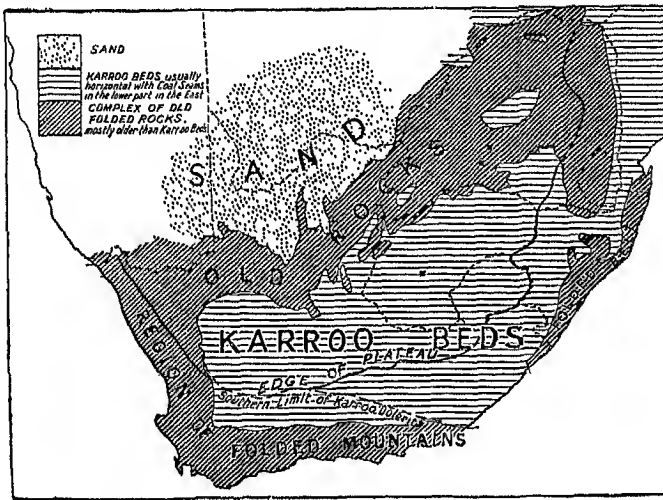 SAND
KARROO BEDS usually
horizontal with Coal Seams
in the lower part in the East
COMPLEX OF OLD
FOLDED ROCKS,
mostly older than Karroo Beds
SAND
OLD ROCKS
KARROO BEDS
EDGE OF PLATEAU
Southern Limit of Karroo Dolerites
REGION OF
FOLDED MOUNTAINS
FOLDED